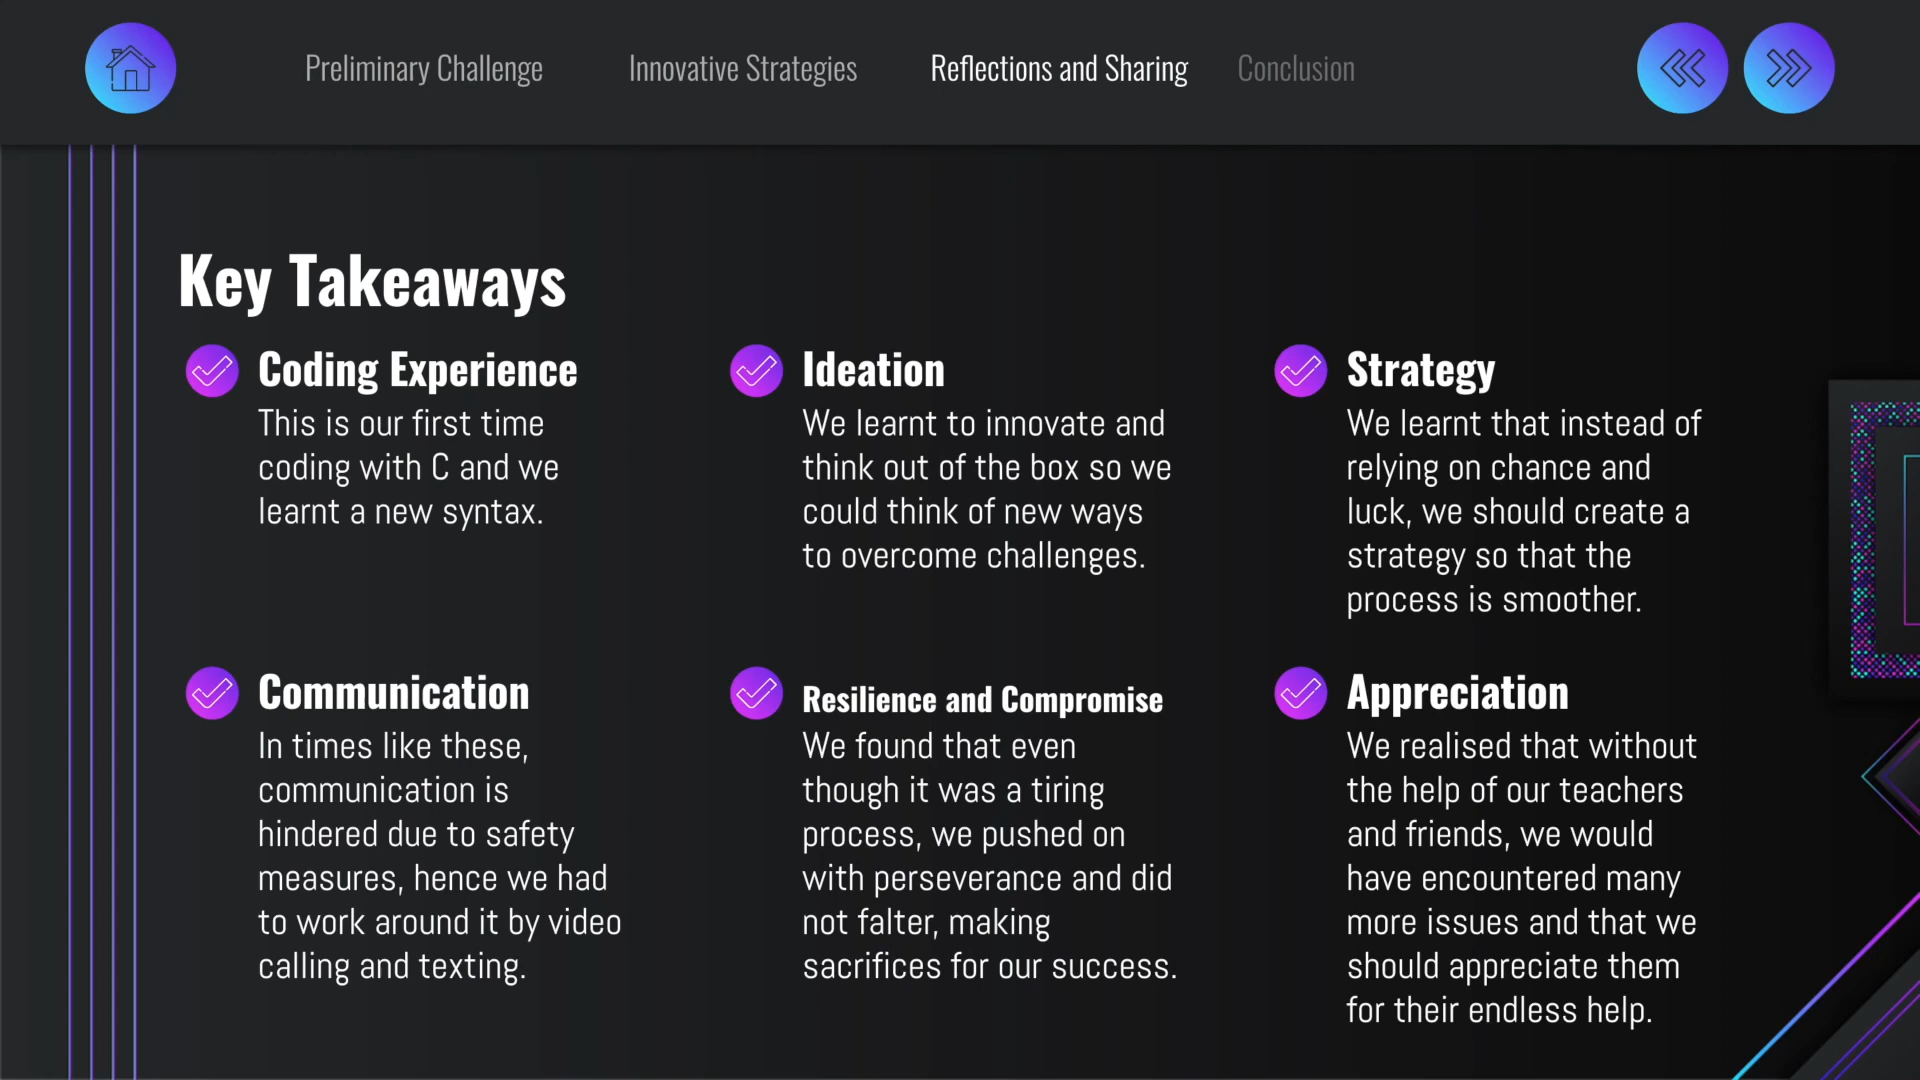 Preliminary Challenge
Innovative Strategies
Reflections and Sharing
Conclusion
Key Takeaways
Coding Experience
This is our first time
coding with C and we
learnt a new syntax.
Ideation
We learnt to innovate and
think out of the box so we
could think of new ways
to overcome challenges.
Strategy
We learnt that instead of
relying on chance and
luck, we should create a
strategy so that the
process is smoother.
Communication
In times like these,
communication is
hindered due to safety
measures, hence we had
to work around it by video
calling and texting.
Resilience and Compromise
We found that even
though it was a tiring
process, we pushed on
with perseverance and did
not falter, making
sacrifices for our success.
Appreciation
We realised that without
the help of our teachers
and friends, we would
have encountered many
more issues and that we
should appreciate them
for their endless help.